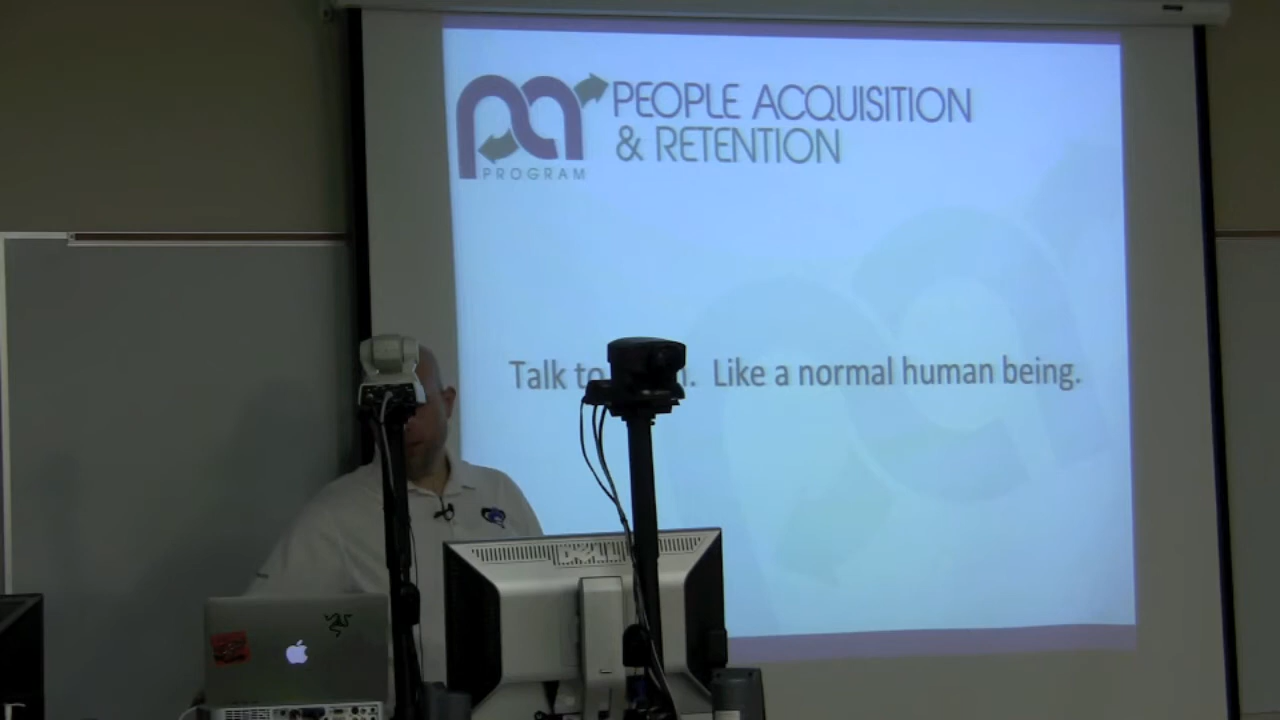 PEOPLE ACQUISITION
& RETENTION
PROGRAM
Talk to Like a normal human being.